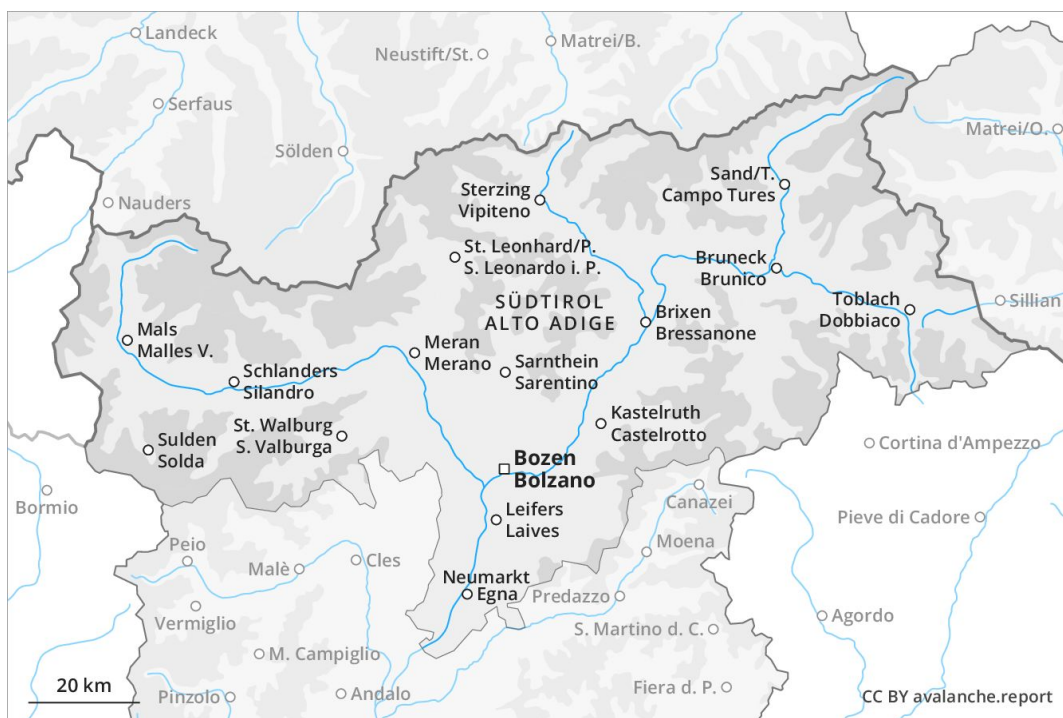 Landeck
Neustift/St.
Matrei/B.
Serfaus
Matrei/O.
Sölden
Nauders
Sterzing
Vipiteno
Sand/T.
Campo Tures
St. Leonhard/P.
S. Leonardo i. P.
Bruneck
Brunico
SÜDTIROL
ALTO ADIGE
Toblach
Dobbiaco
Sillian
Brixen
Bressanone
Mals
Malles V.
Meran
Merano
Sarnthein
Sarentino
Schlanders
Silandro
Kastelruth
Castelrotto
St. Walburg
S. Valburga
Sulden
Solda
Cortina d'Ampezzo
Bozen
Bolzano
Bormio
Canazei
Leifers
Laives
Pieve di Cadore
Peio
Malè
Cles
Moena
Neumarkt
Egna
Predazzo
Vermiglio
Agordo
S. Martino d. C.
M. Campiglio
20 km
Pinzolo
Andalo
Fiera d. P.
CC BY avalanche.report